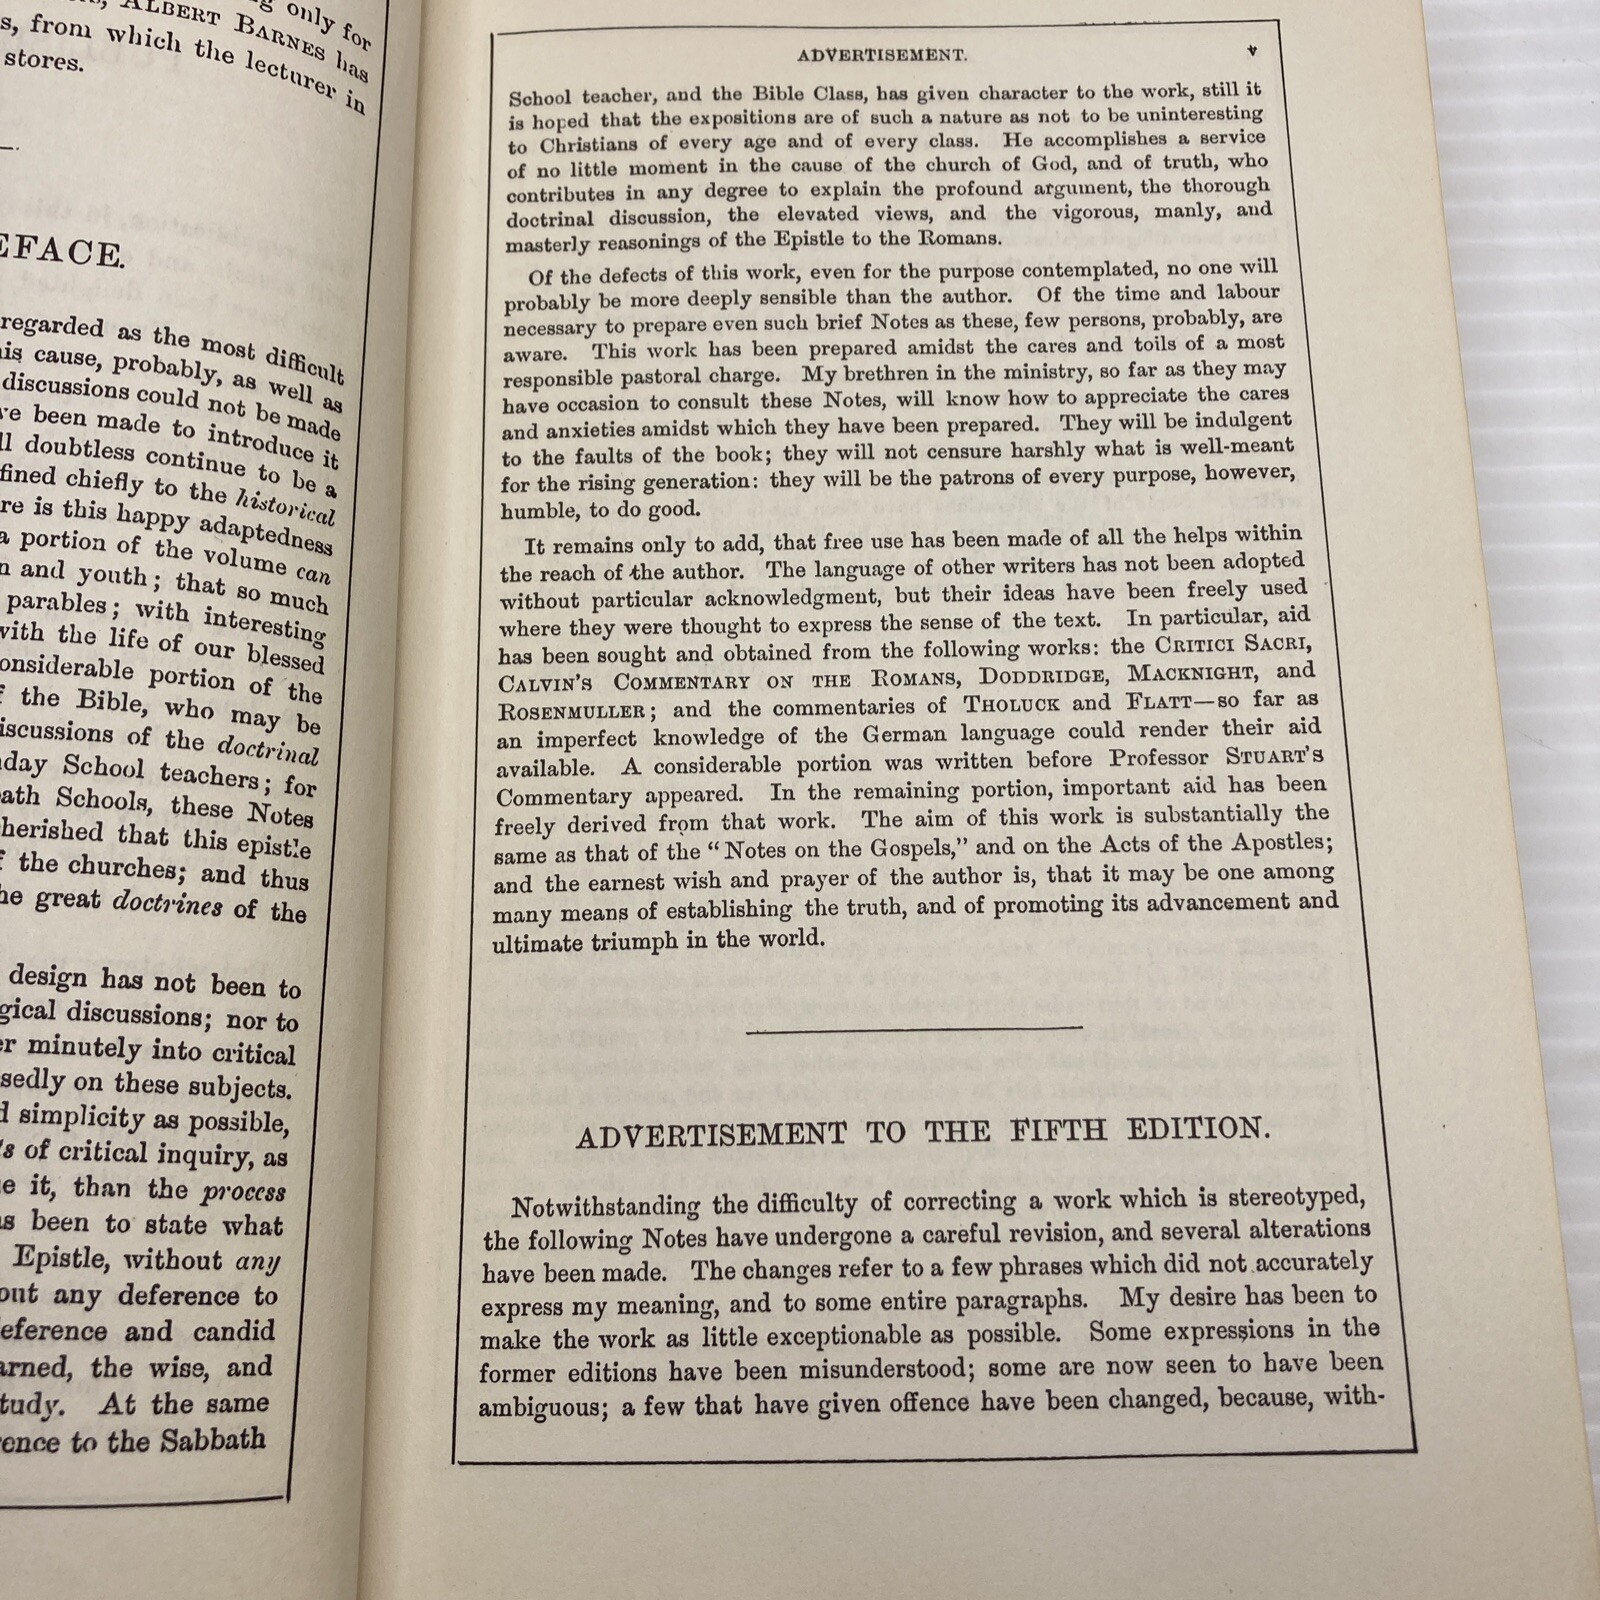 only for
ALBERT BARNES has
from which the lecturer in
stores.
EFACE.
regarded as the most difficult
cause, probably, as well as
discussions could not be made
been made to introduce it
doubtless continue to be a
fined chiefly to the historical
re is this happy adaptedness
a portion of the volume can
and youth; that so much
parables; with interesting
with the life of our blessed
onsiderable portion of the
the Bible, who may be
iscussions of the doctrinal
day School teachers; for
ath Schools, these Notes
herished that this epistle
the churches; and thus
he great doctrines of the
design has not been to
gical discussions; nor to
er minutely into critical
sedly on these subjects.
simplicity as possible,
of critical inquiry, as
e it, than the process
s been to state what
Epistle, without any
out any deference to
eference and candid
arned, the wise, and
tudy. At the same
ence to the Sabbath
ADVERTISEMENT. v
School teacher, and the Bible Class, has given character to the work, still it
is hoped that the expositions are of such a nature as not to be uninteresting
to Christians of every age and of every class. He accomplishes a service
of no little moment in the cause of the church of God, and of truth, who
contributes in any degree to explain the profound argument, the thorough
doctrinal discussion, the elevated views, and the vigorous, manly, and
masterly reasonings of the Epistle to the Romans.
Of the defects of this work, even for the purpose contemplated, no one will
probably be more deeply sensible than the author. Of the time and labour
necessary to prepare even such brief Notes as these, few persons, probably, are
aware. This work has been prepared amidst the cares and toils of a most
responsible pastoral charge. My brethren in the ministry, so far as they may
have occasion to consult these Notes, will know how to appreciate the cares
and anxieties amidst which they have been prepared. They will be indulgent
to the faults of the book; they will not censure harshly what is well-meant
for the rising generation: they will be the patrons of every purpose, however,
humble, to do good.
It remains only to add, that free use has been made of all the helps within
the reach of the author. The language of other writers has not been adopted
without particular acknowledgment, but their ideas have been freely used
where they were thought to express the sense of the text. In particular, aid
has been sought and obtained from the following works: the CRITICI SACRI,
CALVIN'S COMMENTARY ON THE ROMANS, DODDRIDGE, MACKNIGHT, and
ROSENMULLER; and the commentaries of THOLUCK and FLATT—so far as
an imperfect knowledge of the German language could render their aid
available. A considerable portion was written before Professor STUART'S
Commentary appeared. In the remaining portion, important aid has been
freely derived from that work. The aim of this work is substantially the
same as that of the "Notes on the Gospels," and on the Acts of the Apostles;
and the earnest wish and prayer of the author is, that it may be one among
many means of establishing the truth, and of promoting its advancement and
ultimate triumph in the world.
ADVERTISEMENT TO THE FIFTH EDITION.
Notwithstanding the difficulty of correcting a work which is stereotyped,
the following Notes have undergone a careful revision, and several alterations
have been made. The changes refer to a few phrases which did not accurately
express my meaning, and to some entire paragraphs. My desire has been to
make the work as little exceptionable as possible. Some expressions in the
former editions have been misunderstood; some are now seen to have been
ambiguous; a few that have given offence have been changed, because, with-